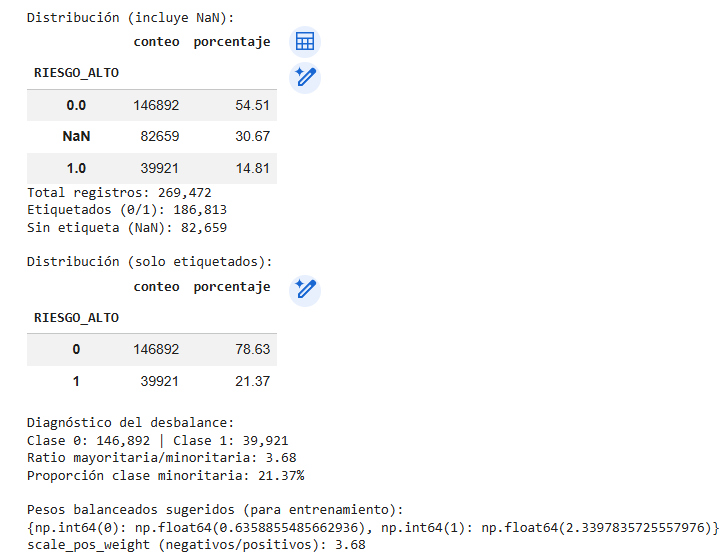 Distribución (incluye NaN):
conteo porcentaje
RIESGO_ALTO
0.0 146892 54.51
NaN 82659 30.67
1.0 39921 14.81
Total registros: 269,472
Etiquetados (0/1): 186,813
Sin etiqueta (NaN): 82,659
Distribución (solo etiquetados):
conteo porcentaje
RIESGO_ALTO
0 146892 78.63
1 39921 21.37
Diagnóstico del desbalance:
Clase 0: 146,892 | Clase 1: 39,921
Ratio mayoritaria/minoritaria: 3.68
Proporción clase minoritaria: 21.37%
Pesos balanceados sugeridos (para entrenamiento):
{np.int64(0): np.float64(0.6358855485662936), np.int64(1): np.float64(2.3397835725557976)}
scale_pos_weight (negativos/positivos): 3.68